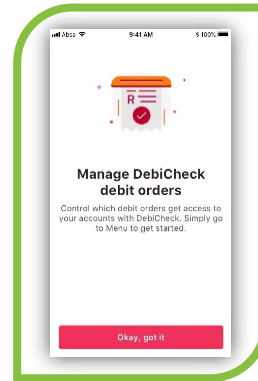 Absa
9:41 AM
100%
R
Manage DebiCheck
debit orders
Control which debit orders get access to
your accounts with DebiCheck. Simply go
to Menu to get started.
Okay, got it